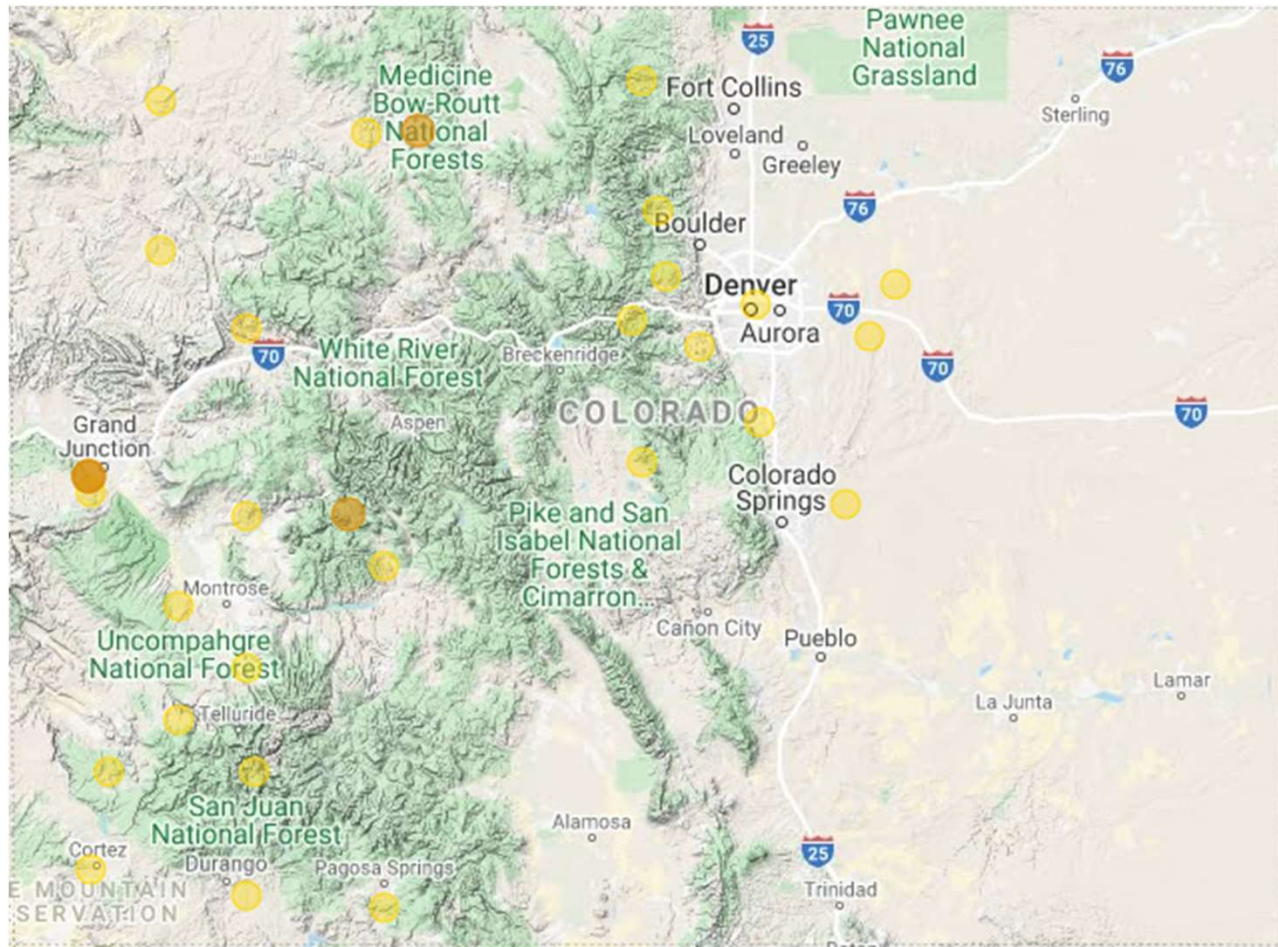 Pawnee
National
Grassland
25
76
Medicine
Bow-Routt
National
Forests
Fort Collins
Sterling
Loveland
Greeley
76
Boulder
Denver
70
Aurora
70
White River
National Forest
Breckenridge
70
70
COLORADO
Aspen
Grand
Junction
Colorado
Springs
Pike and San
Isabel National
Forests &
Cimarron...
Montrose
Cañon City
Pueblo
Uncompahgre
National Forest
Lamar
La Junta
Telluride
San Juan
National Forest
Alamosa
Cortez
Durango
Pagosa Springs
25
E MOUNTAIN
SERVATION
Trinidad